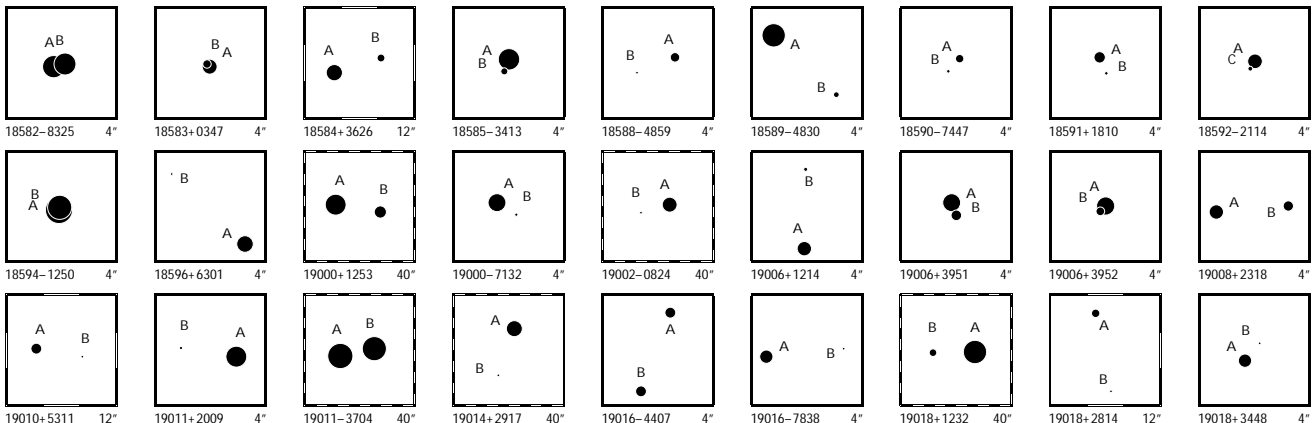 A B
B
A
A
B
A
B
A
B
A
B
A
B
A
B
A
C
18582–8325 4″ 18583+0347 4″ 18584+3626 12″ 18585–3413 4″ 18588–4859 4″ 18589–4830 4″ 18590–7447 4″ 18591+1810 4″ 18592–2114 4″
B
A
B
A
A
B
A
B
B
A
B
A
A
B
A
B
A
B
18594–1250 4″ 18596+6301 4″ 19000+1253 40″ 19000–7132 4″ 19002–0824 40″ 19006+1214 4″ 19006+3951 4″ 19006+3952 4″ 19008+2318 4″
A
B
B
A
A
B
A
B
A
B
A
B
B
A
A
B
B
A
19010+5311 12″ 19011+2009 4″ 19011–3704 40″ 19014+2917 40″ 19016–4407 4″ 19016–7838 4″ 19018+1232 40″ 19018+2814 12″ 19018+3448 4″